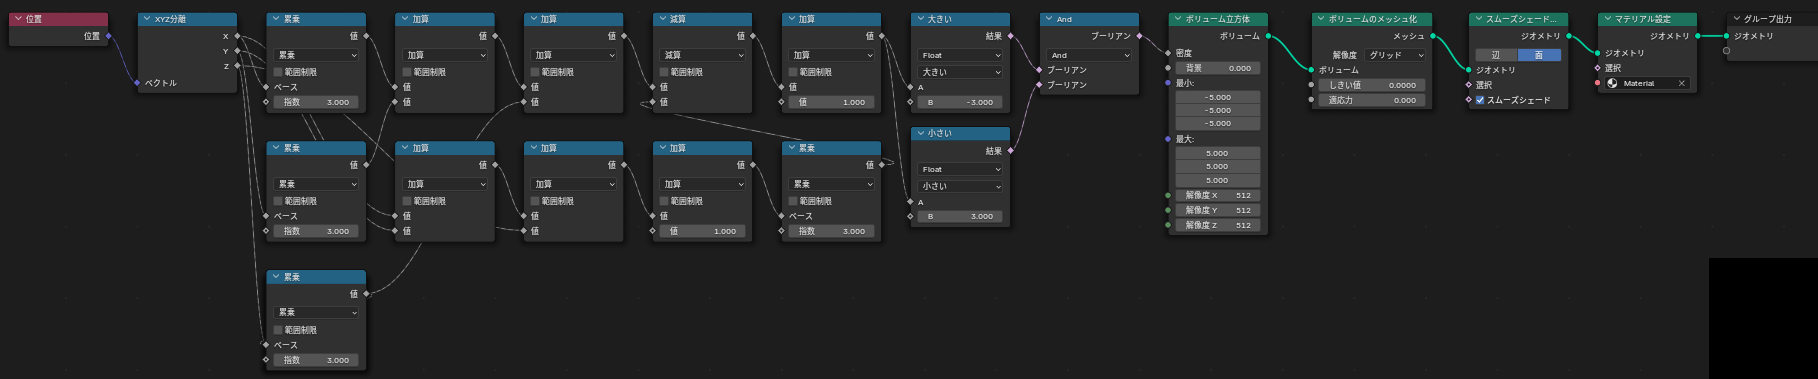 位置
位置
XYZ分離
X
Y
Z
ベクトル
累乗
値
累乗
範囲制限
ベース
指数 3.000
累乗
値
累乗
範囲制限
ベース
指数 3.000
累乗
値
累乗
範囲制限
ベース
指数 3.000
加算
値
加算
範囲制限
値
値
加算
値
加算
範囲制限
値
値
加算
値
加算
範囲制限
値
値
加算
値
加算
範囲制限
値
値
減算
値
減算
範囲制限
値
値
加算
値
加算
範囲制限
値
値 1.000
加算
値
加算
範囲制限
値
値 1.000
累乗
値
累乗
範囲制限
ベース
指数 3.000
大きい
結果
Float
大きい
A
B -3.000
小さい
結果
Float
小さい
A
B 3.000
And
ブーリアン
And
ブーリアン
ブーリアン
ボリューム立方体
ボリューム
密度
背景 0.000
最小:
-5.000
-5.000
-5.000
最大:
5.000
5.000
5.000
解像度 X 512
解像度 Y 512
解像度 Z 512
ボリュームのメッシュ化
メッシュ
解像度 グリッド
ボリューム
しきい値 0.0000
適応力 0.000
スムーズシェード...
ジオメトリ
辺 面
ジオメトリ
選択
スムーズシェード
マテリアル設定
ジオメトリ
ジオメトリ
選択
Material
グループ出力
ジオメトリ